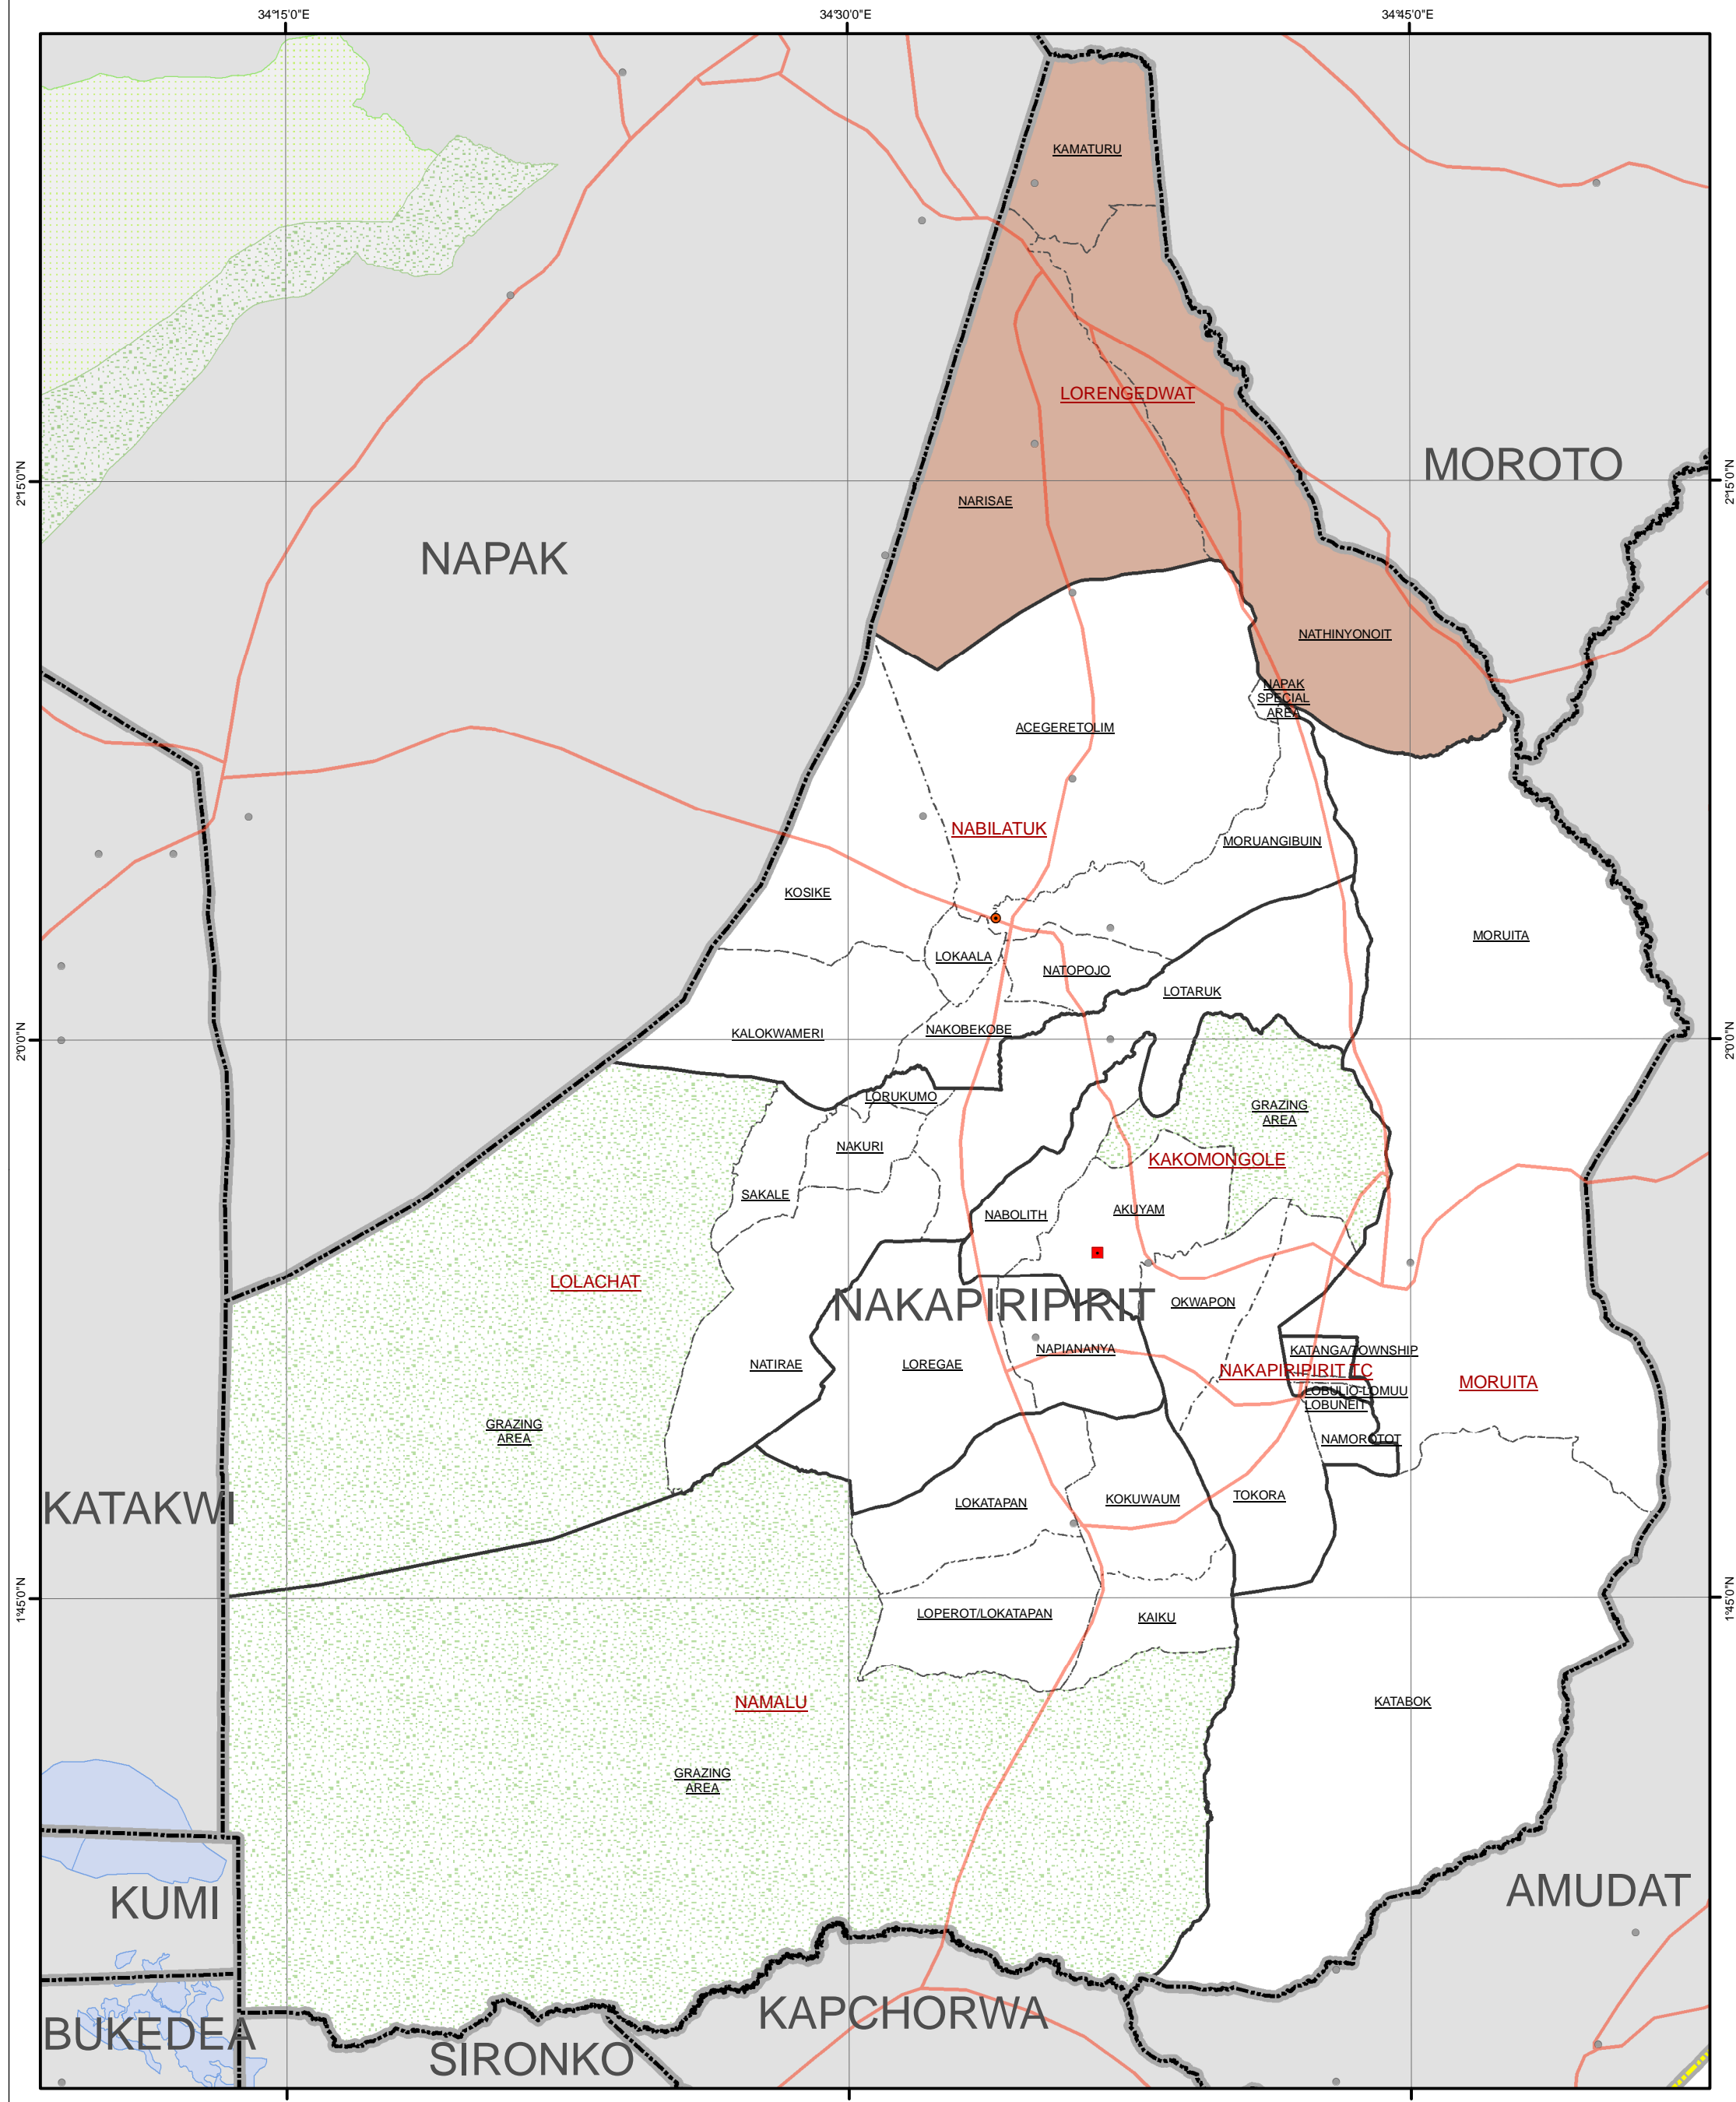 34°15'0"E
34°30'0"E
34°45'0"E
KAMATURU
LORENGEDWAT
MOROTO
2°15'0"N
2°15'0"N
NARISAE
NAPAK
NATHINYONOIT
NAPAK
SPECIAL
AREA
ACEGERETOLIM
NABILATUK
MORUANGIBUIN
KOSIKE
MORUITA
LOKAALA
NATOPOJO
LOTARUK
KALOKWAMERI
NAKOBEKOBE
2°0'0"N
2°0'0"N
LORUKUMO
GRAZING
AREA
NAKURI
KAKOMONGOLE
SAKALE
NABOLITH
AKUYAM
LOLACHAT
NAKAPIRIPIRIT
OKWAPON
NATIRAE
LOREGAE
NAPIANANYA
KATANGA/TOWNSHIP
NAKAPIRIPIRIT TC
MORUITA
LOBULIO-LOMUU
LOBUNEIT
GRAZING
AREA
NAMOROTOT
KATAKWI
LOKATAPAN
KOKUWAUM
TOKORA
1°45'0"N
1°45'0"N
LOPEROT/LOKATAPAN
KAIKU
NAMALU
KATABOK
GRAZING
AREA
KUMI
AMUDAT
BUKEDEA
KAPCHORWA
SIRONKO